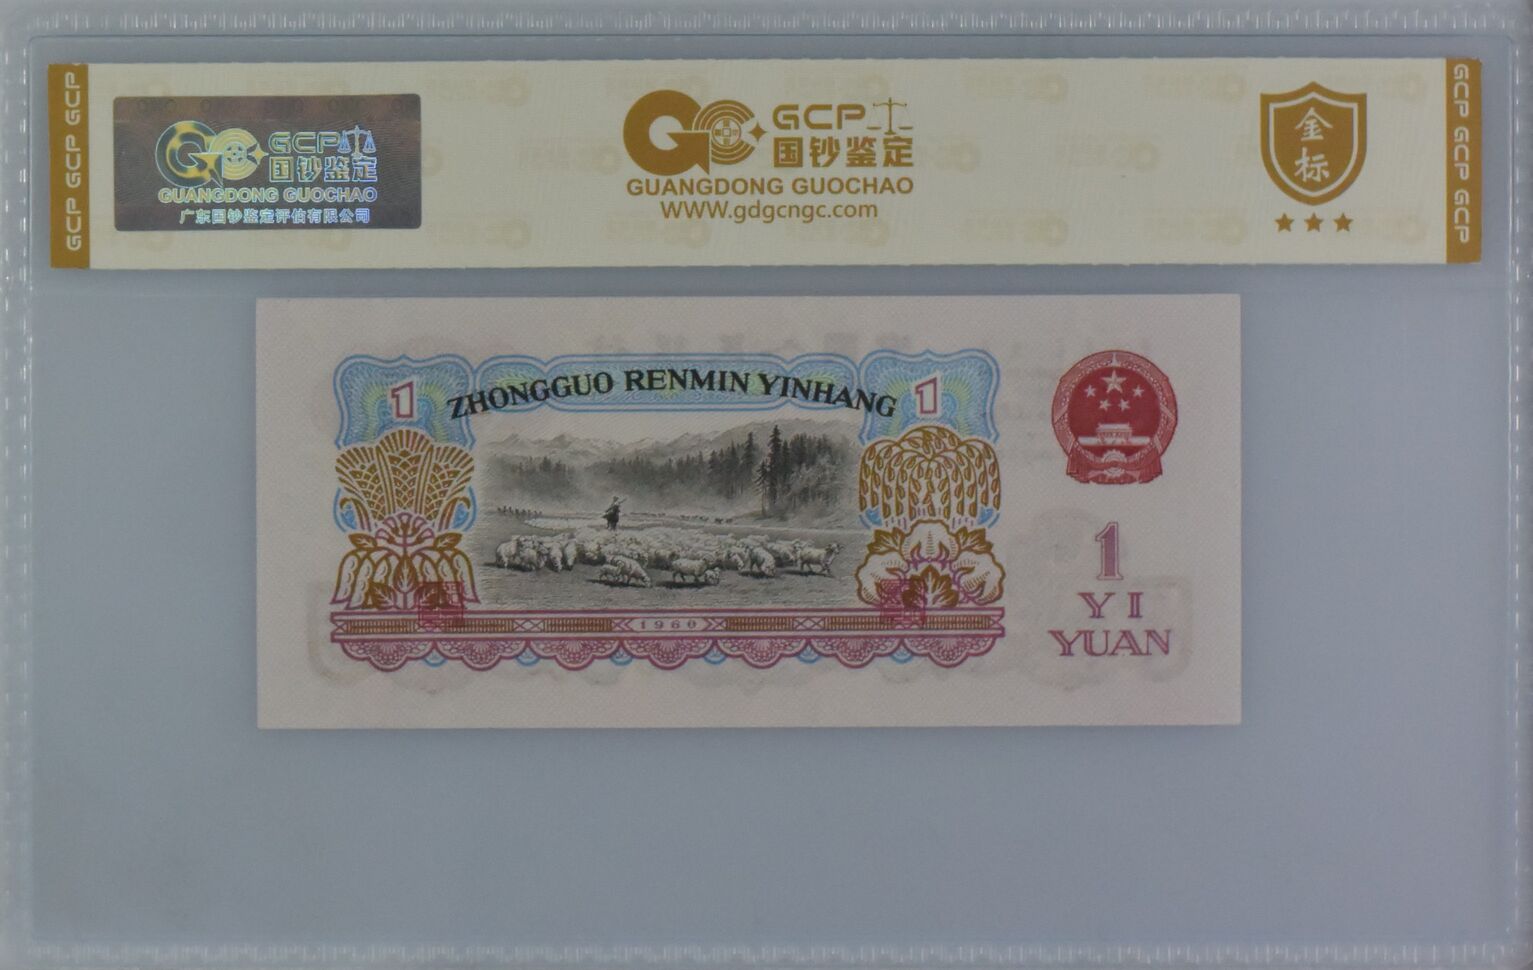 GCP GCP GCP
GCP 国钞鉴定
GUANGDONG GUOCHAO
广东国钞鉴定评估有限公司
GCP
国钞鉴定
GUANGDONG GUOCHAO
WWW.gdgcngc.com
金标
GCP GCP GCP
1
ZHONGGUO RENMIN YINHANG
1
1960
1
YI
YUAN